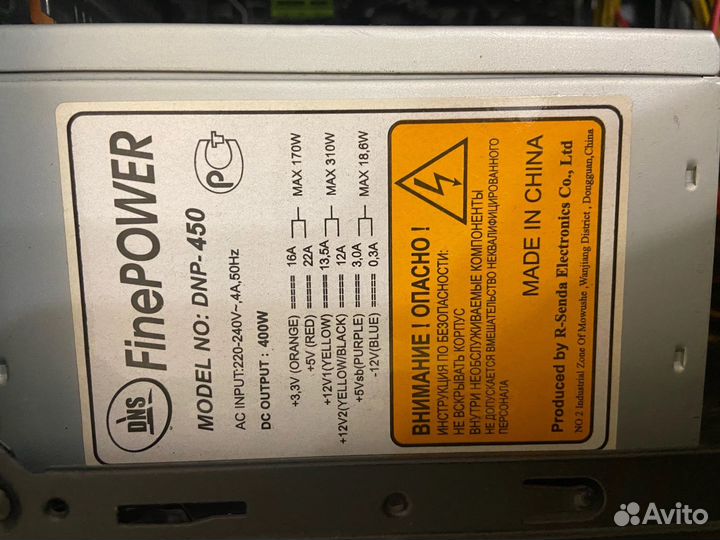 DNS
FinePOWER
MODEL NO: DNP-450
РСТ
AC INPUT:220-240V~,4A,50Hz
DC OUTPUT : 400W
+3,3V (ORANGE) ==== 16A MAX 170W
+5V (RED) ==== 22A
+12V1(YELLOW) ==== 13,5A MAX 310W
+12V2(YELLOW/BLACK) ==== 12A
+5Vsb(PURPLE) ==== 3,0A MAX 18,6W
-12V(BLUE) ==== 0,3A
ВНИМАНИЕ ! ОПАСНО !
ИНСТРУКЦИЯ ПО БЕЗОПАСНОСТИ:
НЕ ВСКРЫВАТЬ КОРПУС
ВНУТРИ НЕОБСЛУЖИВАЕМЫЕ КОМПОНЕНТЫ
НЕ ДОПУСКАЕТСЯ ВМЕШАТЕЛЬСТВО НЕКВАЛИФИЦИРОВАННОГО
ПЕРСОНАЛА
MADE IN CHINA
Produced by R-Senda Electronics Co., Ltd
NO.2 Industrial Zone Of Mowushe , Wanjiang District , Dongguan,China
Avito